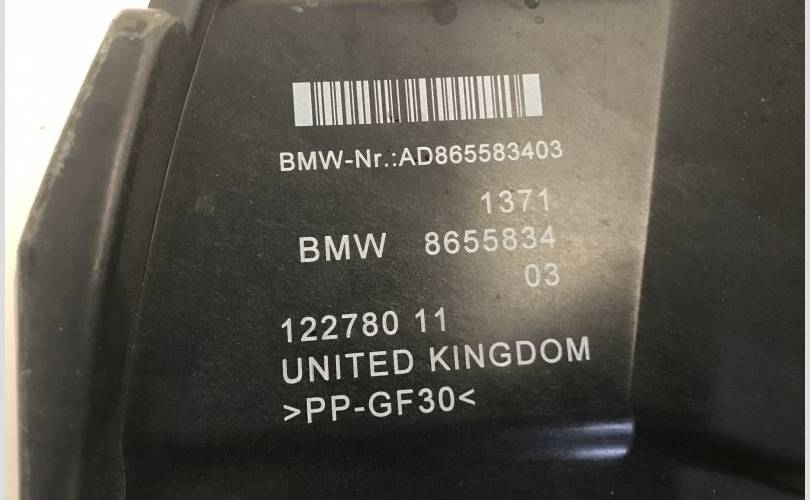 BMW-Nr.:AD865583403
1371
BMW 8655834
03
122780 11
UNITED KINGDOM
>PP-GF30<